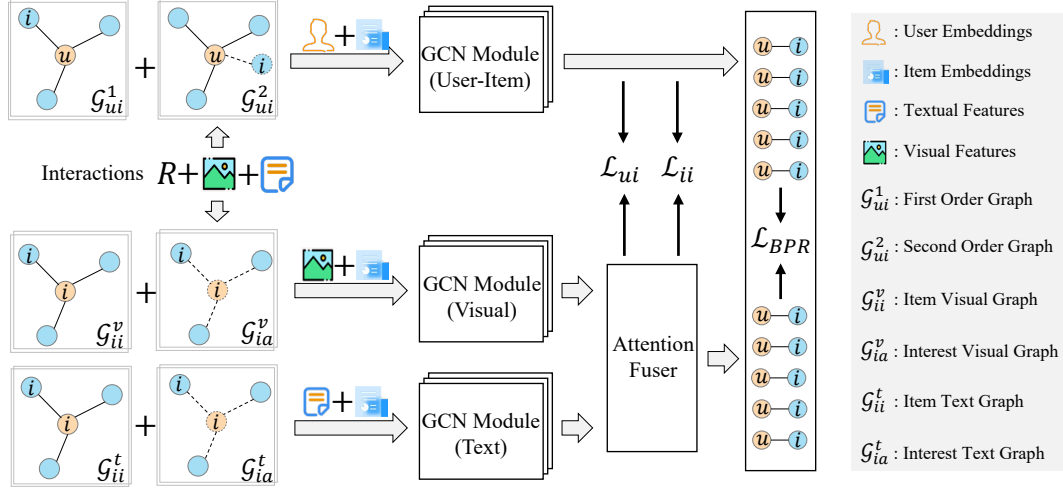 i
u
𝒢¹ᵤᵢ
+
u
i
𝒢²ᵤᵢ
+
GCN Module
(User-Item)
Interactions R + +
i
i
𝒢ᵛᵢᵢ
+
i
𝒢ᵛᵢₐ
+
GCN Module
(Visual)
i
i
𝒢ᵗᵢᵢ
+
i
i
𝒢ᵗᵢₐ
+
GCN Module
(Text)
ℒᵤᵢ ℒᵢᵢ
Attention
Fuser
u i
u i
u i
u i
u i
ℒ_BPR
u i
u i
u i
u i
u i
: User Embeddings
: Item Embeddings
: Textual Features
: Visual Features
𝒢¹ᵤᵢ : First Order Graph
𝒢²ᵤᵢ : Second Order Graph
𝒢ᵛᵢᵢ : Item Visual Graph
𝒢ᵛᵢₐ : Interest Visual Graph
𝒢ᵗᵢᵢ : Item Text Graph
𝒢ᵗᵢₐ : Interest Text Graph